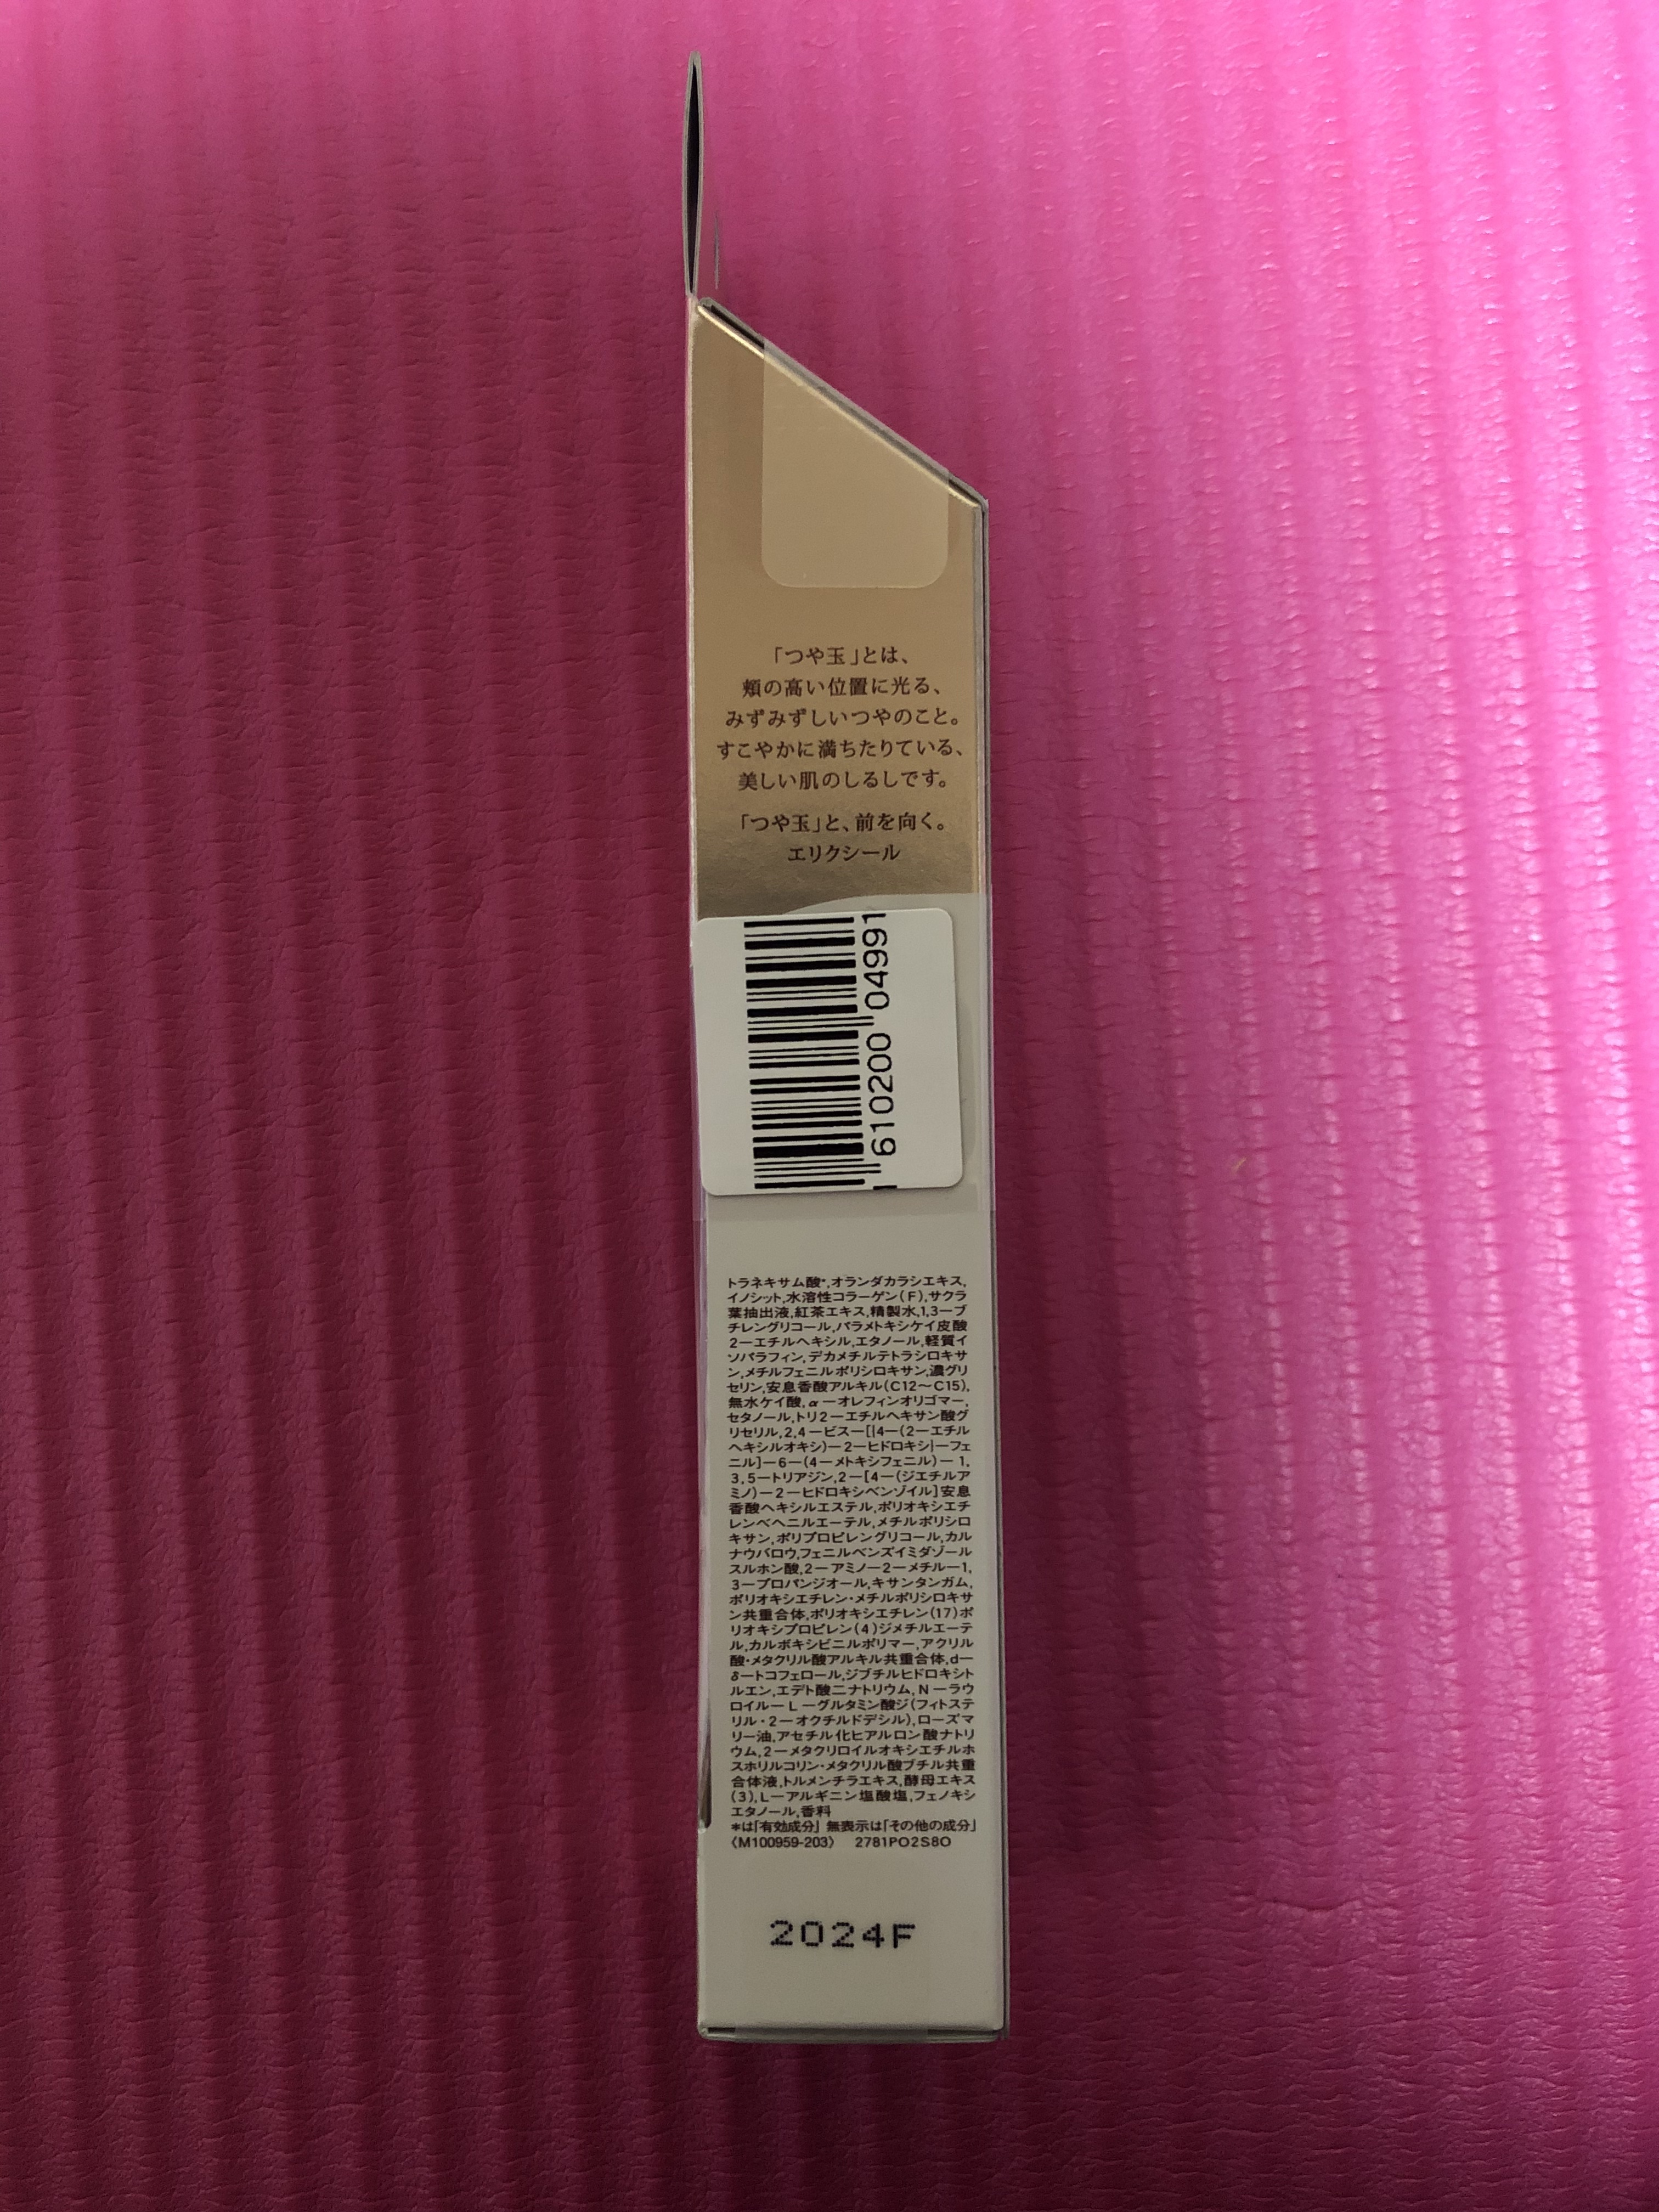 「つや玉」とは、
頬の高い位置に光る、
みずみずしいつやのこと。
すこやかに満ちたりている、
美しい肌のしるしです。
「つや玉」と、前を向く。
エリクシール
610200 04991
トラネキサム酸*,オランダカラシエキス,
イノシット,水溶性コラーゲン(F),サクラ
葉抽出液,紅茶エキス,精製水,1,3-ブ
チレングリコール,パラメトキシケイ皮酸
2-エチルヘキシル,エタノール,軽質イ
ソパラフィン,デカメチルテトラシロキサ
ン,メチルフェニルポリシロキサン,濃グリ
セリン,安息香酸アルキル(C12~C15),
無水ケイ酸,α-オレフィンオリゴマー,
セタノール,トリ2-エチルヘキサン酸グ
リセリル,2,4-ビス-[{4-(2-エチル
ヘキシルオキシ)-2-ヒドロキシ}-フェ
ニル]-6-(4-メトキシフェニル)-1,
3,5-トリアジン,2-[4-(ジエチルア
ミノ)-2-ヒドロキシベンゾイル]安息
香酸ヘキシルエステル,ポリオキシエチ
レンベヘニルエーテル,メチルポリシロ
キサン,ポリプロピレングリコール,カル
ナウバロウ,フェニルベンズイミダゾール
スルホン酸,2-アミノ-2-メチル-1,
3-プロパンジオール,キサンタンガム,
ポリオキシエチレン・メチルポリシロキサ
ン共重合体,ポリオキシエチレン(17)ポ
リオキシプロピレン(4)ジメチルエーテ
ル,カルボキシビニルポリマー,アクリル
酸・メタクリル酸アルキル共重合体,d-
δ-トコフェロール,ジブチルヒドロキシト
ルエン,エデト酸二ナトリウム,N-ラウ
ロイル-L-グルタミン酸ジ(フィトステ
リル・2-オクチルドデシル),ローズマ
リー油,アセチル化ヒアルロン酸ナトリ
ウム,2-メタクリロイルオキシエチルホ
スホリルコリン・メタクリル酸ブチル共重
合体液,トルメンチラエキス,酵母エキス
(3),L-アルギニン塩酸塩,フェノキシ
エタノール,香料
*は「有効成分」 無表示は「その他の成分」
〈M100959-203〉 2781PO2S8O
2024F